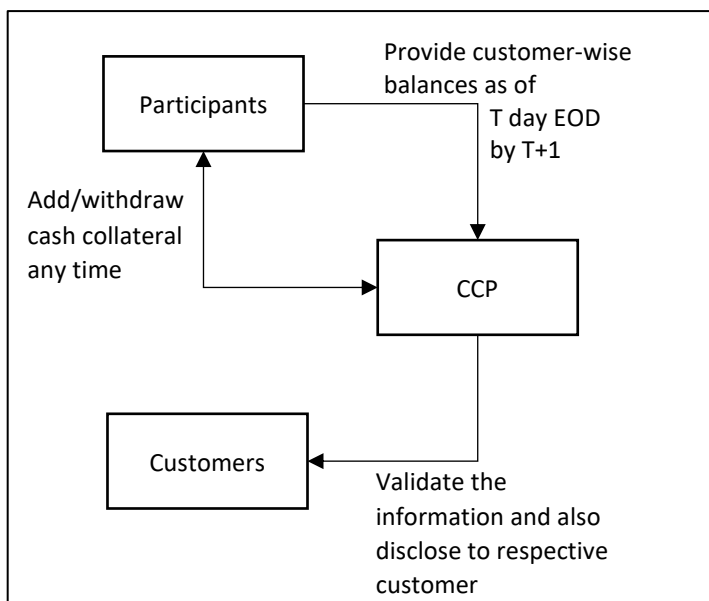 Provide customer-wise
balances as of
T day EOD
by T+1
Participants
Add/withdraw
cash collateral
any time
CCP
Customers
Validate the
information and also
disclose to respective
customer